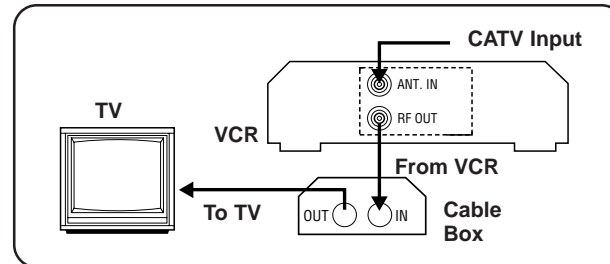 CATV Input
ANT. IN
TV
RF OUT
VCR
From VCR
To TV
OUT
IN
Cable
Box